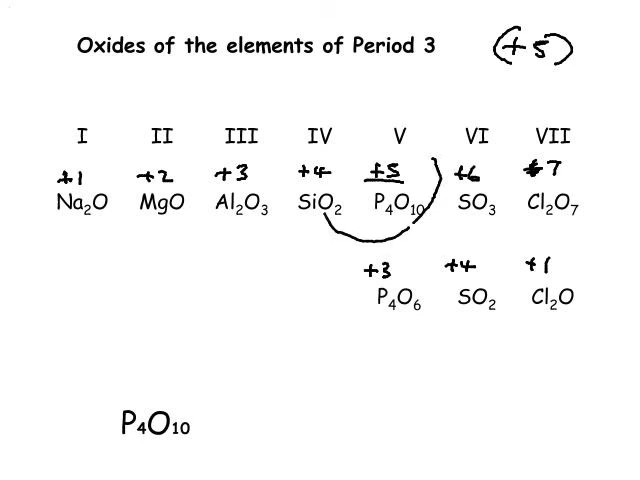 Oxides of the elements of Period 3 (+5)
I II III IV V VI VII
+1 +2 +3 +4 +5 +6 +7
Na₂O MgO Al₂O₃ SiO₂ P₄O₁₀ SO₃ Cl₂O₇
+3 +4 +1
P₄O₆ SO₂ Cl₂O
P₄O₁₀